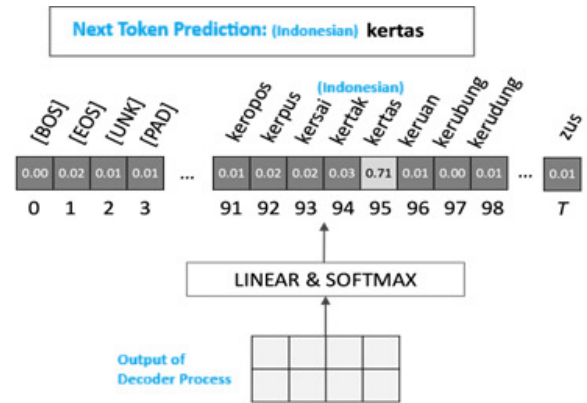 Next Token Prediction: (Indonesian) kertas
(Indonesian)
[BOS] [EOS] [UNK] [PAD] keropos kerpus kersai kertak kertas keruan kerubung kerudung zus
0.00 0.02 0.01 0.01 ... 0.01 0.02 0.02 0.03 0.71 0.01 0.00 0.01 ... 0.01
0 1 2 3 91 92 93 94 95 96 97 98 T
LINEAR & SOFTMAX
Output of
Decoder Process